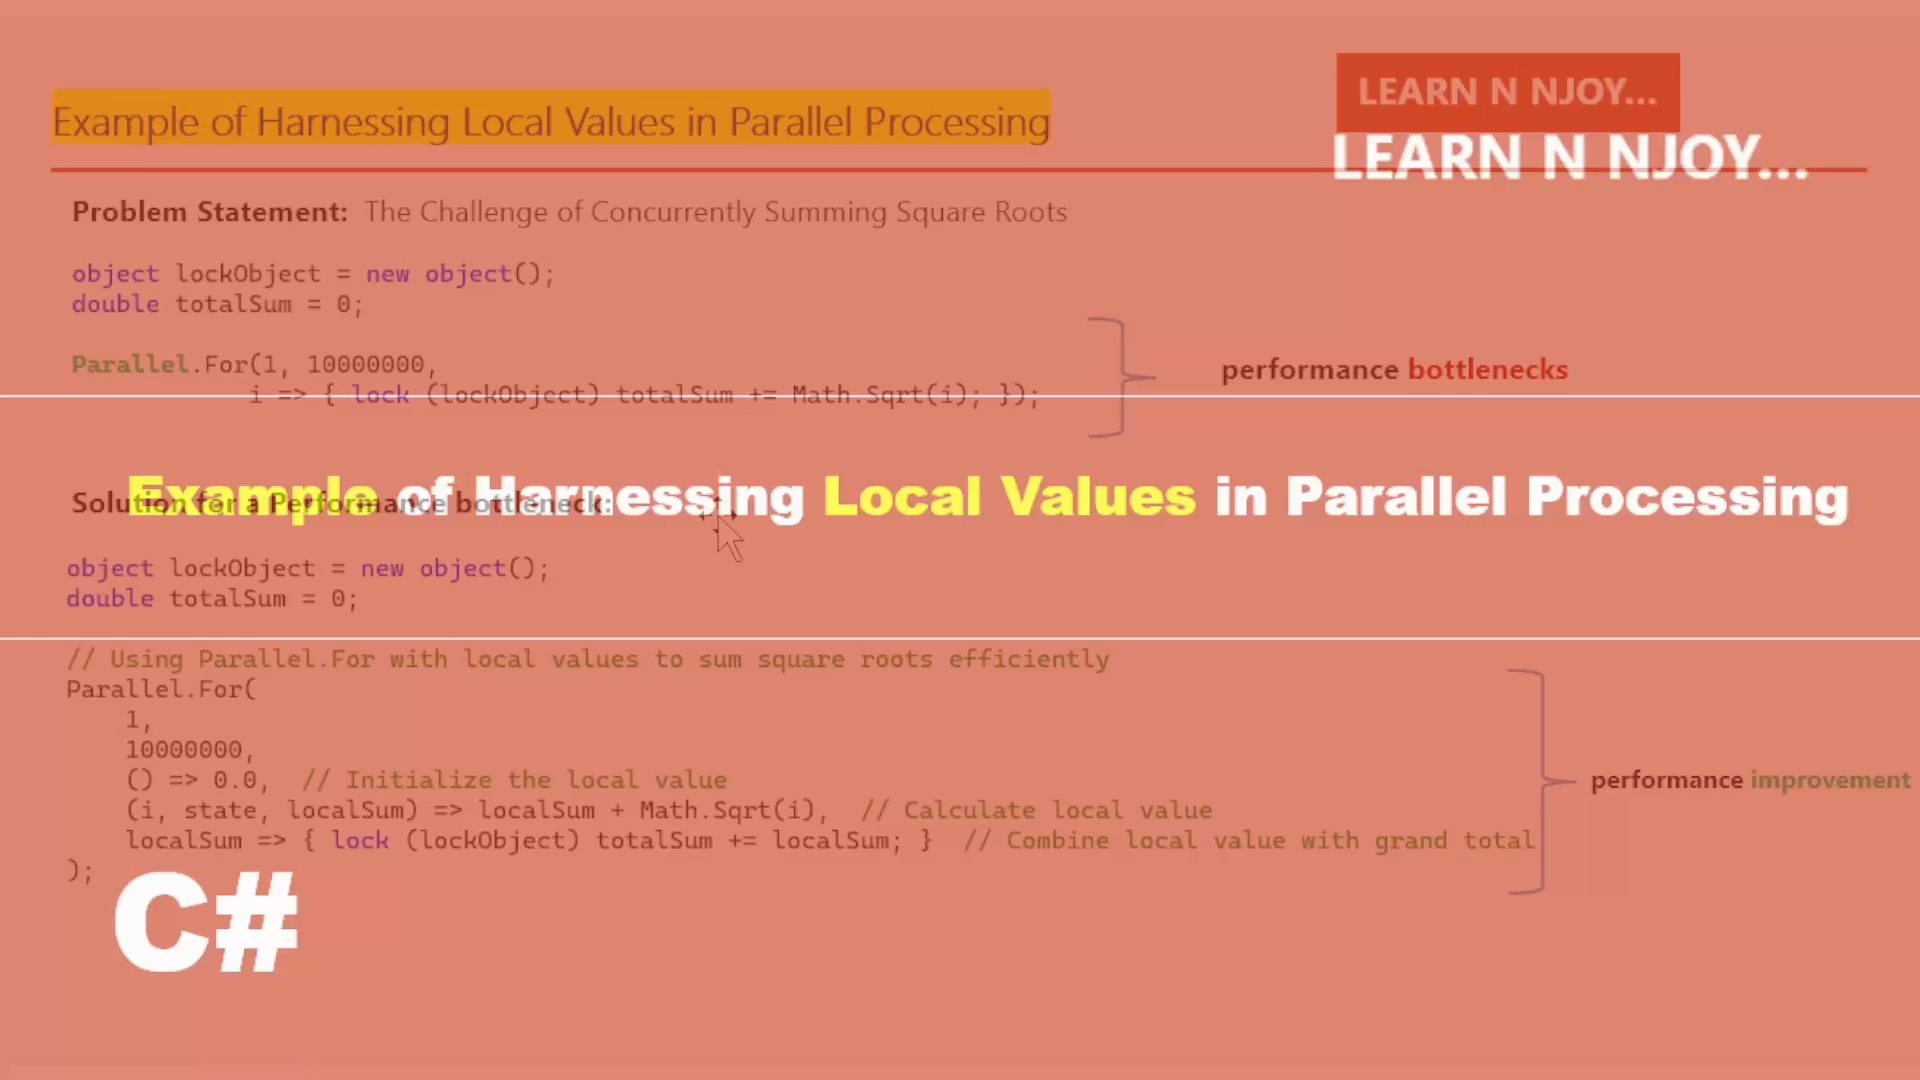 LEARN N NJOY...
Example of Harnessing Local Values in Parallel Processing
LEARN N NJOY...
Problem Statement: The Challenge of Concurrently Summing Square Roots
object lockObject = new object();
double totalSum = 0;
Parallel.For(1, 10000000,
i => { lock (lockObject) totalSum += Math.Sqrt(i); });
performance bottlenecks
Example of Harnessing Local Values in Parallel Processing
Solution for a Performance bottleneck:
object lockObject = new object();
double totalSum = 0;
// Using Parallel.For with local values to sum square roots efficiently
Parallel.For(
1,
10000000,
() => 0.0, // Initialize the local value
(i, state, localSum) => localSum + Math.Sqrt(i), // Calculate local value
localSum => { lock (lockObject) totalSum += localSum; } // Combine local value with grand total
);
performance improvement
C#